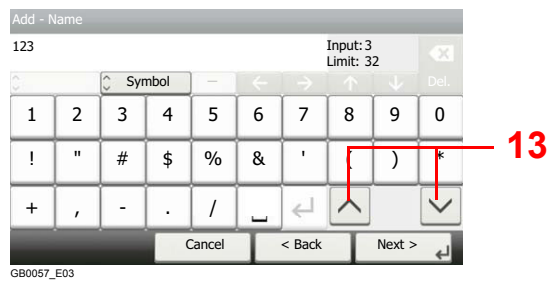 Add - Name
123
Input: 3
Limit: 32
Symbol Del.
1 2 3 4 5 6 7 8 9 0
! " # $ % & ' ( ) *
+ , - . /
Cancel < Back Next >
13
GB0057_E03